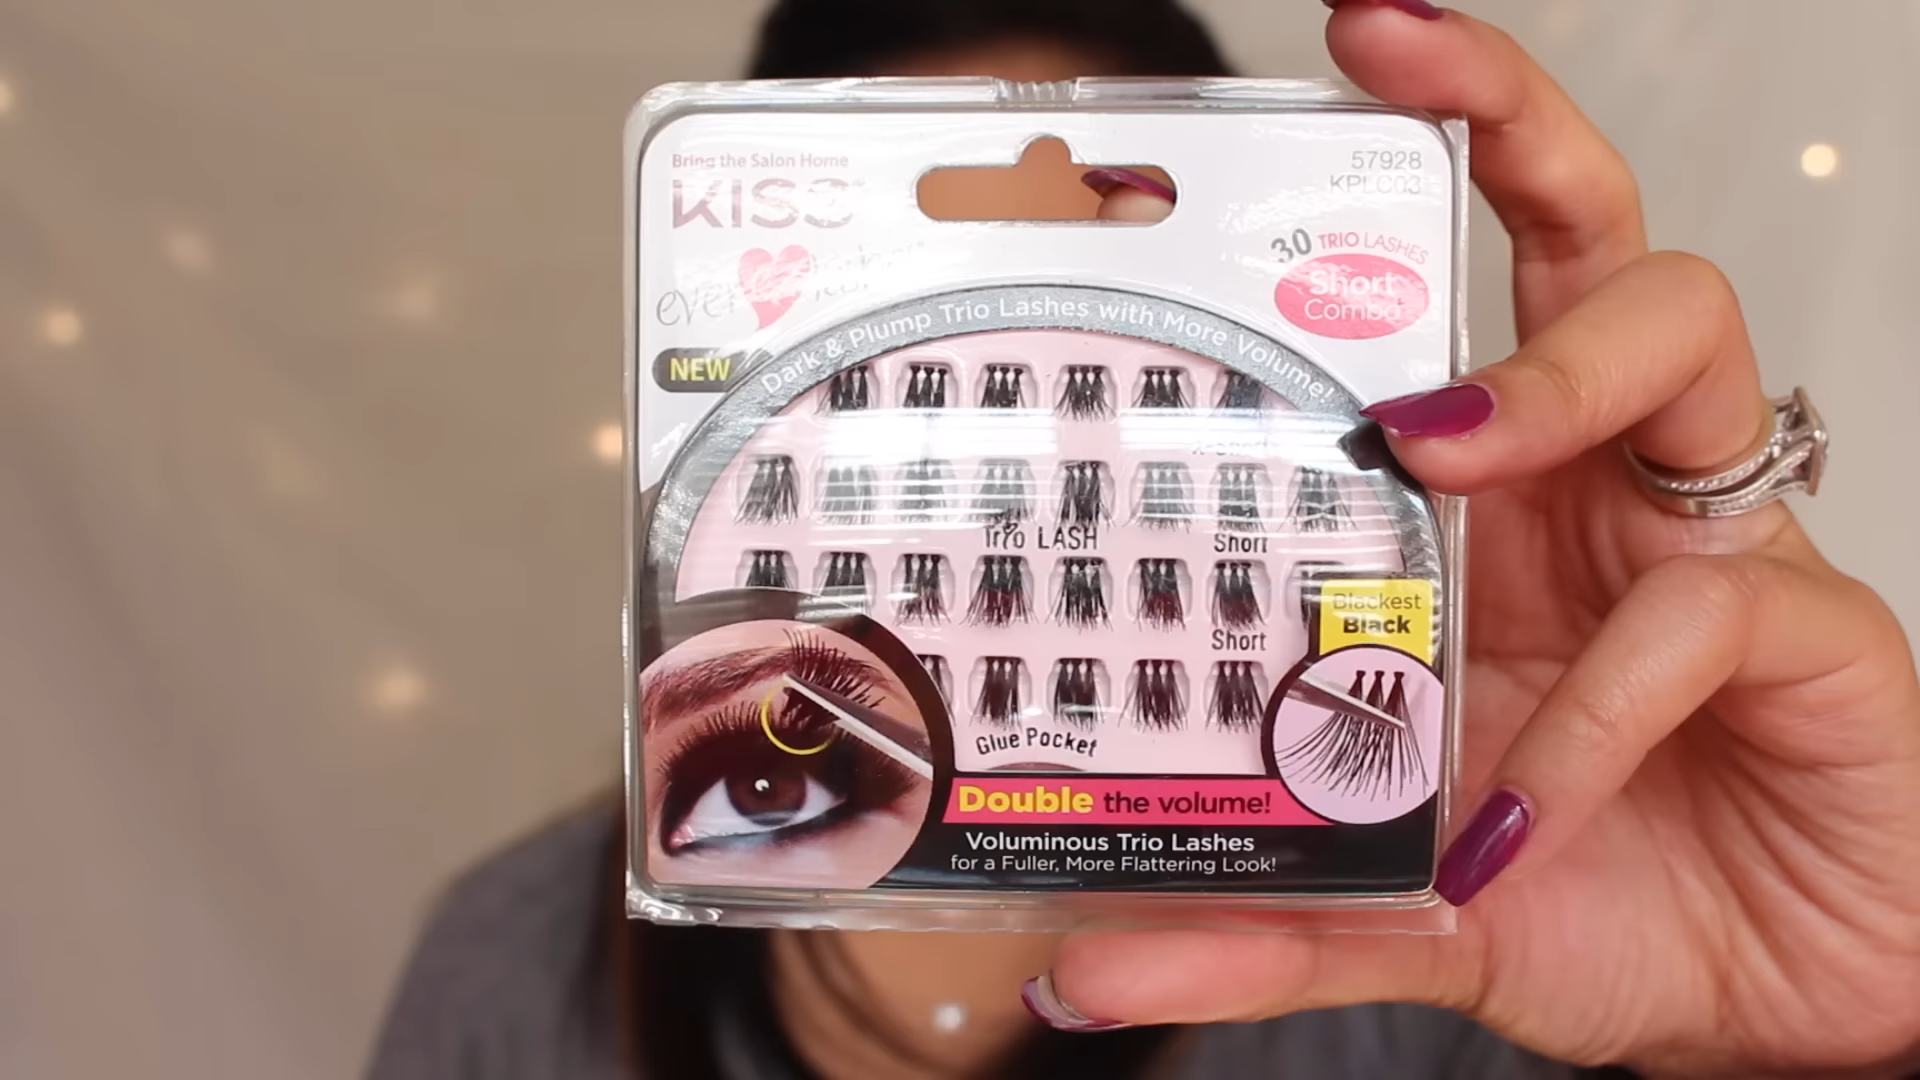 Bring the Salon Home
KISS
57928
KPLC03
ever
30 TRIO LASHES
Short
Combo
NEW
Dark & Plump Trio Lashes with More Volume!
x-Short
Trio LASH
Short
Short
Blackest
Black
Glue Pocket
Double the volume!
Voluminous Trio Lashes
for a Fuller, More Flattering Look!